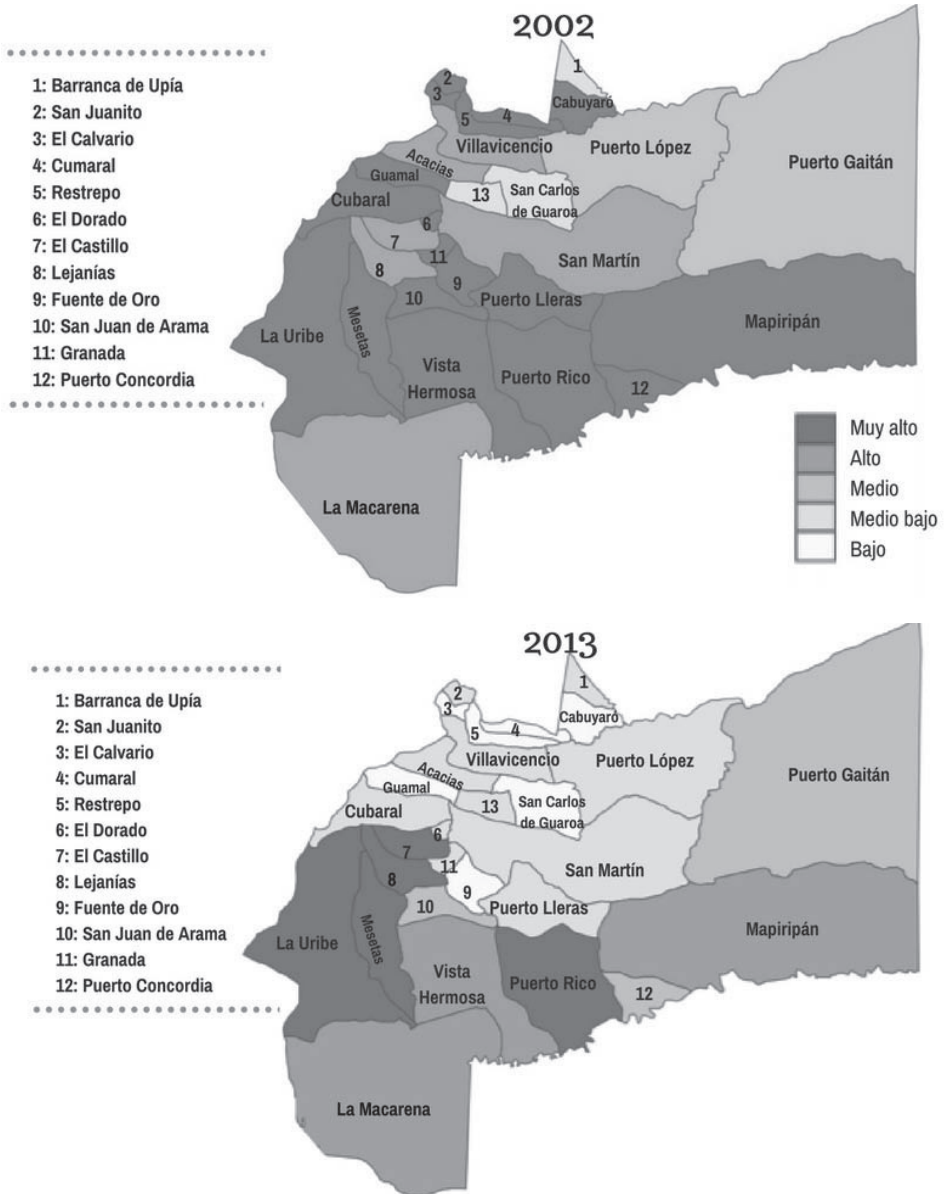 2002
1: Barranca de Upía
2: San Juanito
3: El Calvario
4: Cumaral
5: Restrepo
6: El Dorado
7: El Castillo
8: Lejanías
9: Fuente de Oro
10: San Juan de Arama
11: Granada
12: Puerto Concordia
1
2
3
Cabuyaró
5
4
Villavicencio
Puerto López
Puerto Gaitán
Acacias
Guamal
13
San Carlos
de Guaroa
Cubaral
6
7
11
San Martín
8
9
10
Puerto Lleras
Mapiripán
La Uribe
Mesetas
Vista
Hermosa
Puerto Rico
12
La Macarena
Muy alto
Alto
Medio
Medio bajo
Bajo
2013
1: Barranca de Upía
2: San Juanito
3: El Calvario
4: Cumaral
5: Restrepo
6: El Dorado
7: El Castillo
8: Lejanías
9: Fuente de Oro
10: San Juan de Arama
11: Granada
12: Puerto Concordia
1
2
3
Cabuyaró
5
4
Villavicencio
Puerto López
Puerto Gaitán
Acacias
Guamal
13
San Carlos
de Guaroa
Cubaral
6
7
11
San Martín
8
9
10
Puerto Lleras
Mapiripán
La Uribe
Mesetas
Vista
Hermosa
Puerto Rico
12
La Macarena